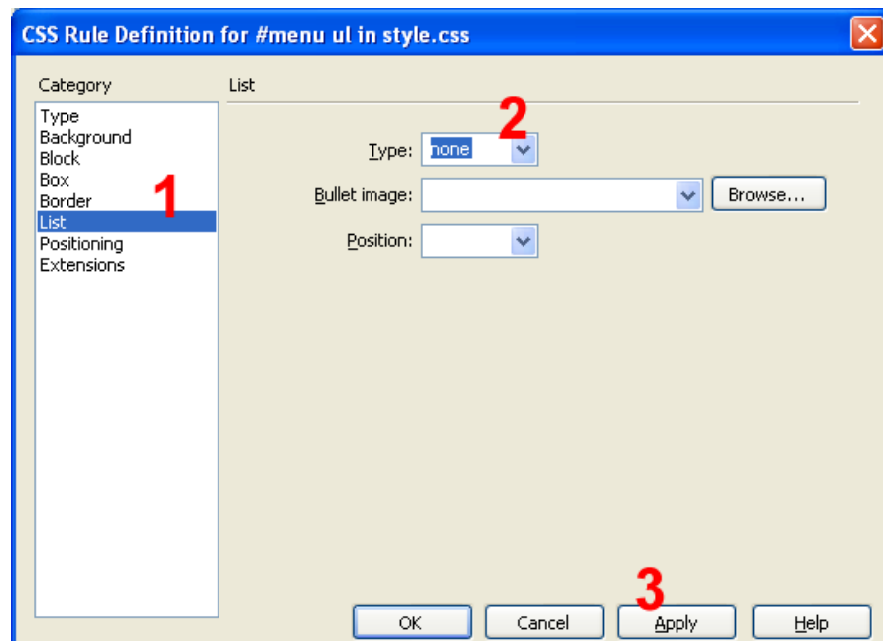 CSS Rule Definition for #menu ul in style.css
Category
List
Type
Background
Block
Box
Border
List
Positioning
Extensions
1
2
Type: none
Bullet image: Browse...
Position:
3
OK Cancel Apply Help